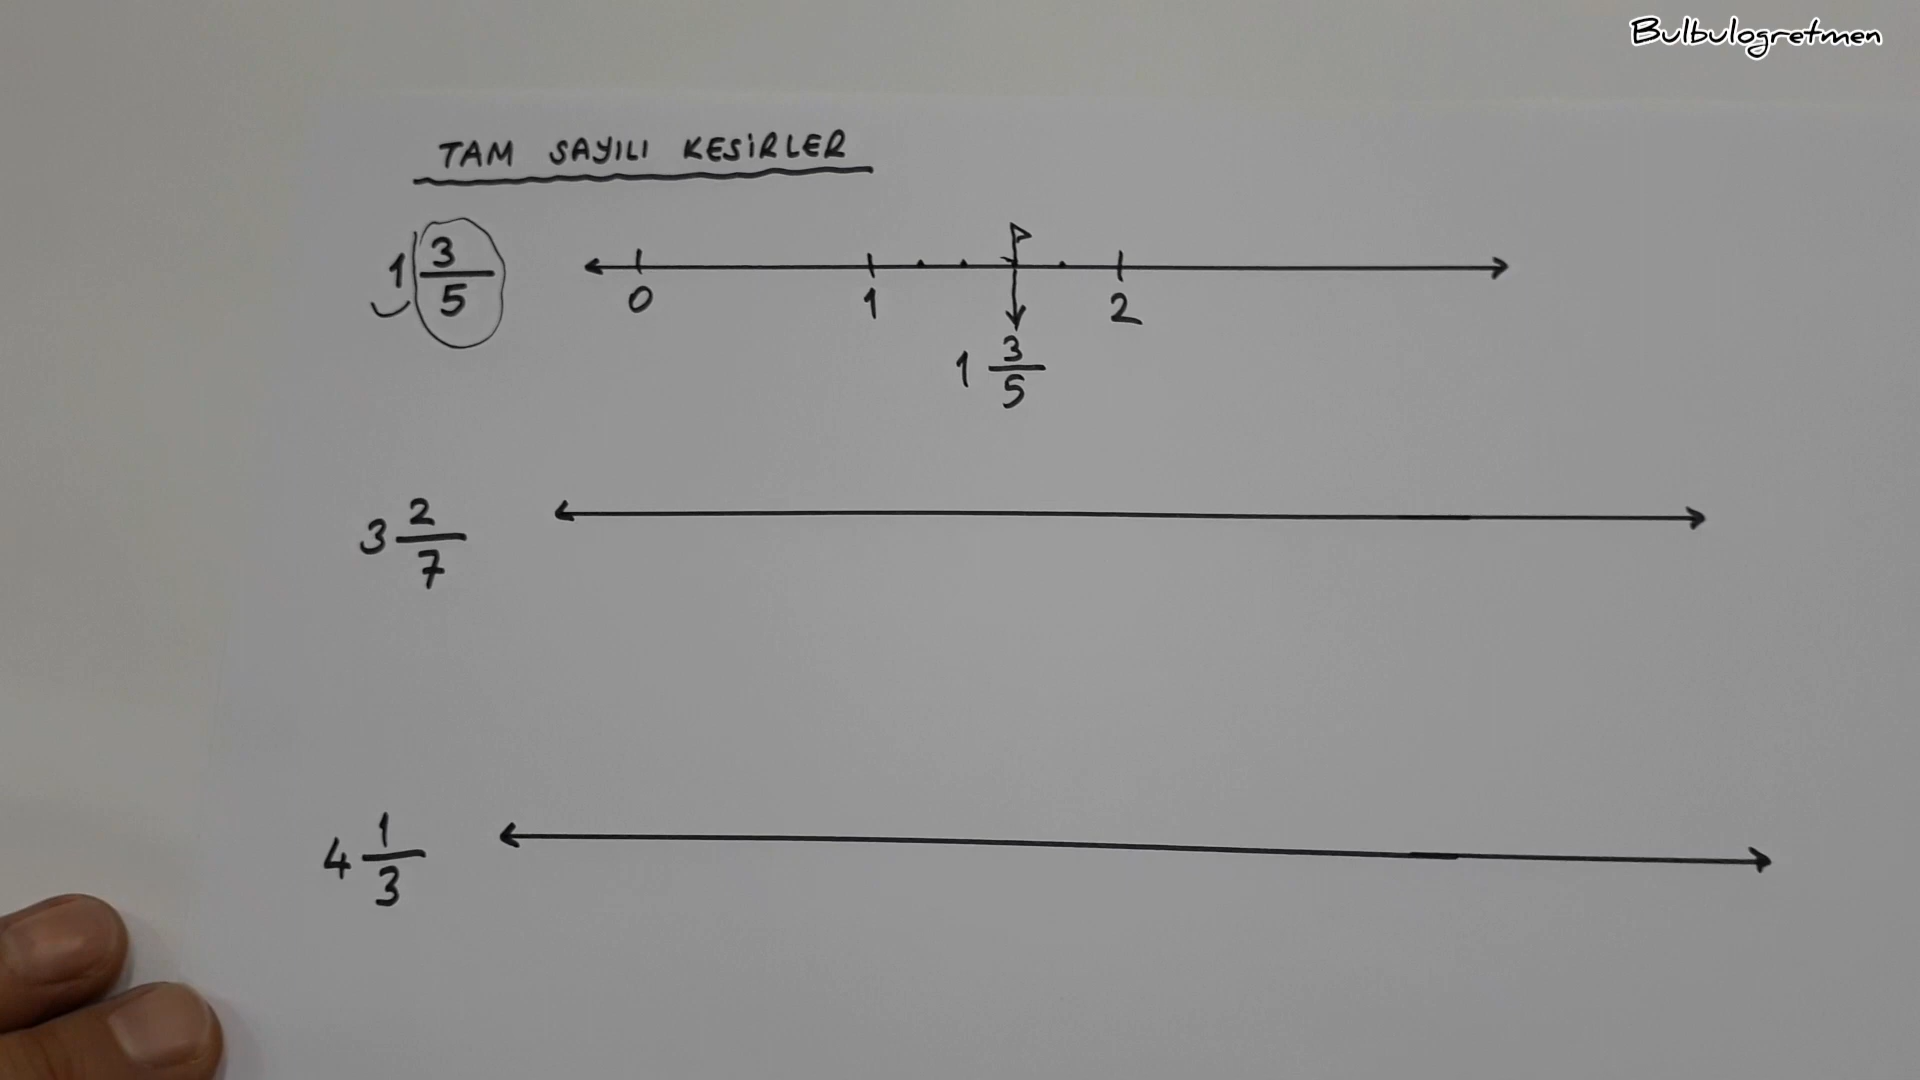 Bulbulogretmen
TAM SAYILI KESİRLER
1 3/5
0 1 2
1 3/5
3 2/7
4 1/3